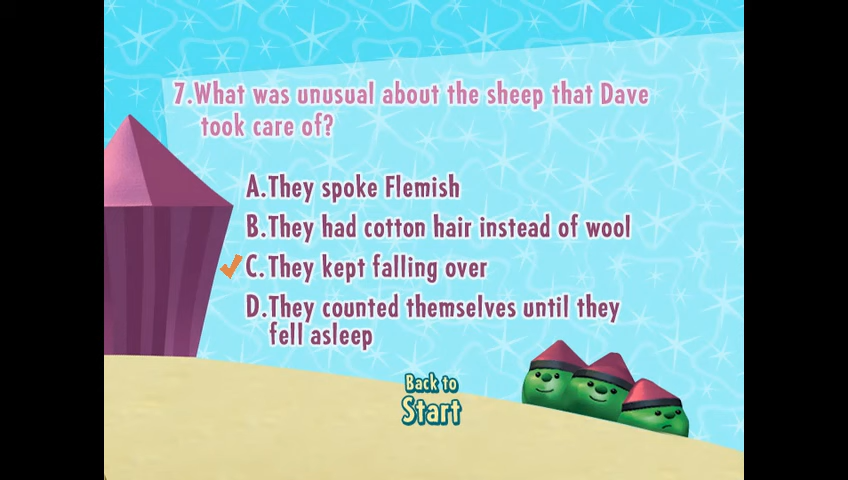 7.What was unusual about the sheep that Dave
took care of?
A.They spoke Flemish
B.They had cotton hair instead of wool
C.They kept falling over
D.They counted themselves until they
fell asleep
Back to
Start